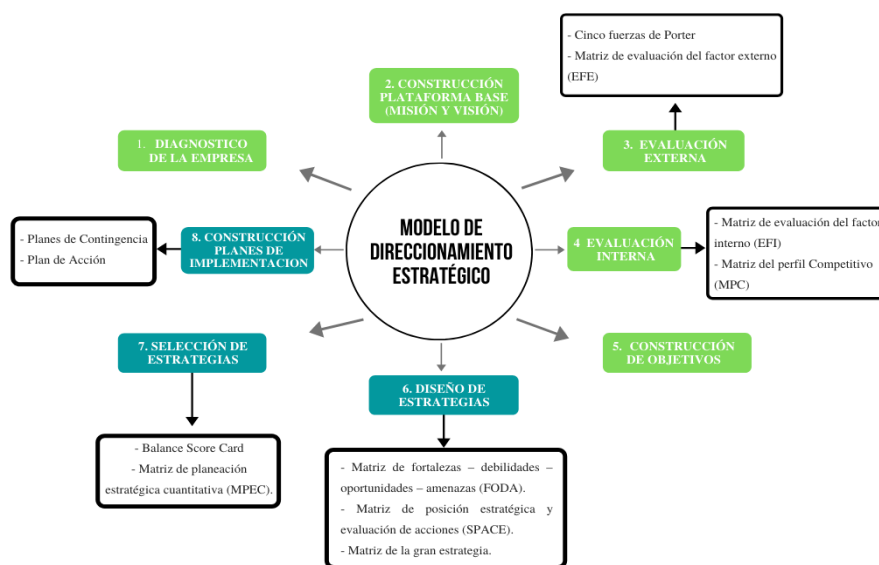 - Cinco fuerzas de Porter
- Matriz de evaluación del factor externo
(EFE)
2. CONSTRUCCIÓN
PLATAFORMA BASE
(MISIÓN Y VISIÓN)
1. DIAGNOSTICO
DE LA EMPRESA
3. EVALUACIÓN
EXTERNA
MODELO DE
DIRECCIONAMIENTO
ESTRATÉGICO
- Planes de Contingencia
- Plan de Acción
8. CONSTRUCCIÓN
PLANES DE
IMPLEMENTACION
4 EVALUACIÓN
INTERNA
- Matriz de evaluación del factor
interno (EFI)
- Matriz del perfil Competitivo
(MPC)
7. SELECCIÓN DE
ESTRATEGIAS
5. CONSTRUCCIÓN
DE OBJETIVOS
6. DISEÑO DE
ESTRATEGIAS
- Balance Score Card
- Matriz de planeación
estratégica cuantitativa (MPEC).
- Matriz de fortalezas – debilidades –
oportunidades – amenazas (FODA).
- Matriz de posición estratégica y
evaluación de acciones (SPACE).
- Matriz de la gran estrategia.